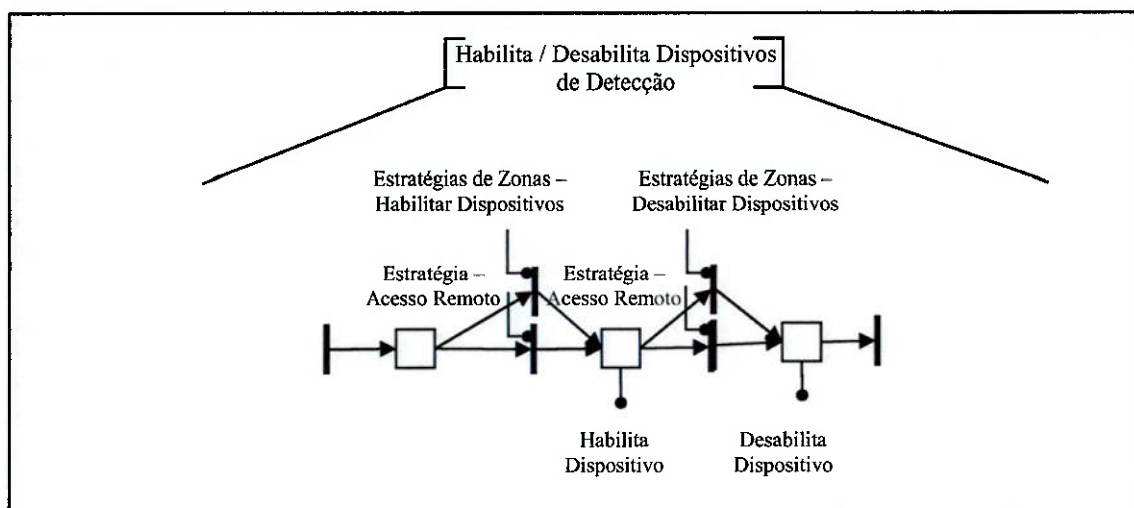 Habilita / Desabilita Dispositivos
de Detecção
Estratégias de Zonas –
Habilitar Dispositivos
Estratégias de Zonas –
Desabilitar Dispositivos
Estratégia –
Acesso Remoto
Estratégia –
Acesso Remoto
Habilita
Dispositivo
Desabilita
Dispositivo